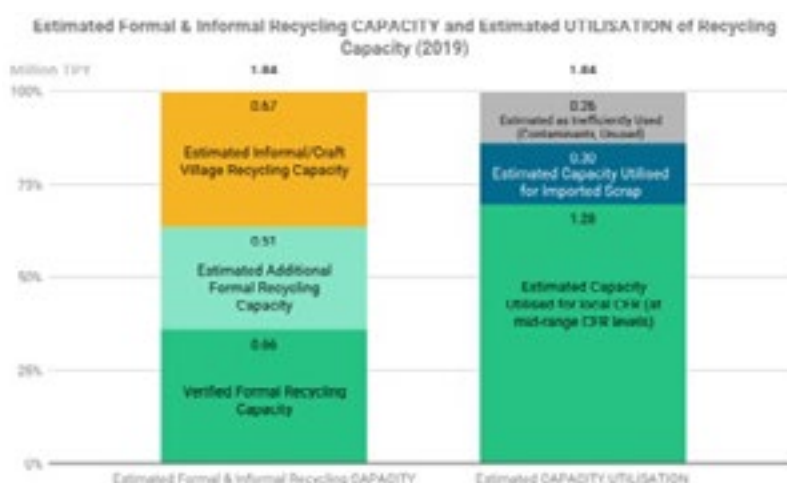 Estimated Formal & Informal Recycling CAPACITY and Estimated UTILISATION of Recycling
Capacity (2019)
Million TPY
1.84
1.84
100%
75%
50%
25%
0%
0.67
Estimated Informal/Craft
Village Recycling Capacity
0.51
Estimated Additional
Formal Recycling
Capacity
0.66
Verified Formal Recycling
Capacity
0.26
Estimated as Inefficiently Used
(Contaminants, Unused)
0.30
Estimated Capacity Utilised
for Imported Scrap
1.28
Estimated Capacity
Utilised for local CFR (at
mid-range CFR levels)
Estimated Formal & Informal Recycling CAPACITY
Estimated CAPACITY UTILISATION